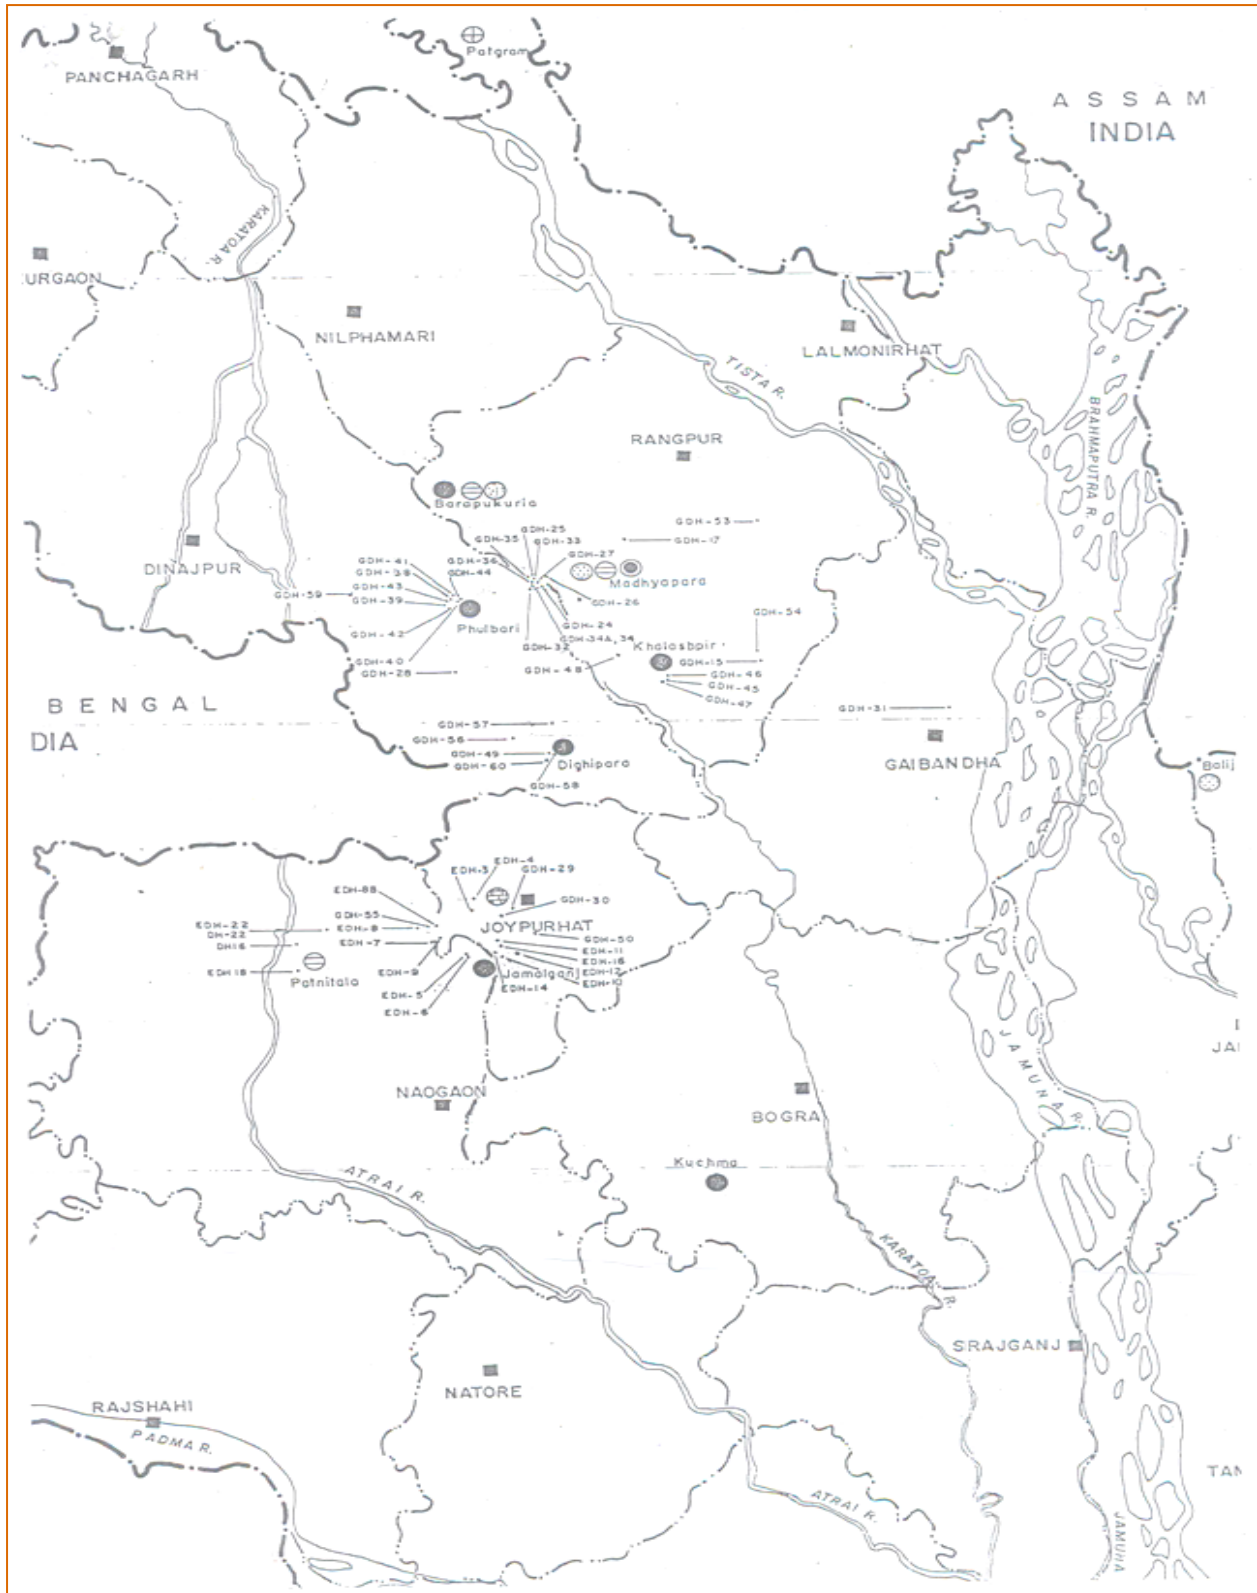 Patgram
PANCHAGARH
ASSAM
INDIA
KARATOA R.
URGAON
NILPHAMARI
LALMONIRHAT
TISTA R.
BRAHMAPUTRA R.
RANGPUR
Barapukuria
GDH-53
GDH-25
GDH-35
GDH-33
GDH-17
DINAJPUR
GDH-41
GDH-36
GDH-27
GDH-38
GDH-44
Madhyapara
GDH-43
GDH-59
GDH-39
GDH-26
GDH-54
Phulbari
GDH-24
GDH-42
GDH-34A, 34
GDH-32
Khalashpir
GDH-40
GDH-15
GDH-28
GDH-48
GDH-46
GDH-45
GDH-47
BENGAL
GDH-31
DIA
GDH-57
GDH-56
GDH-49
Dighipara
GAIBANDHA
GDH-60
Balij
GDH-58
EDH-4
EDH-3
GDH-29
EDH-88
GDH-30
GDH-55
EDH-22
EDH-8
JOYPURHAT
DH-22
GDH-50
DH16
EDH-7
EDH-11
EDH-16
EDH18
EDH-9
Jamalganj
EDH-12
Patnitala
EDH-10
EDH-14
EDH-5
EDH-6
JAMUNA R.
JAI
NAOGAON
BOGRA
Kuchma
ATRAI R.
KARATOA R.
SRAJGANJ
NATORE
RAJSHAHI
PADMA R.
TAN
ATRAI R.
JAMUNA